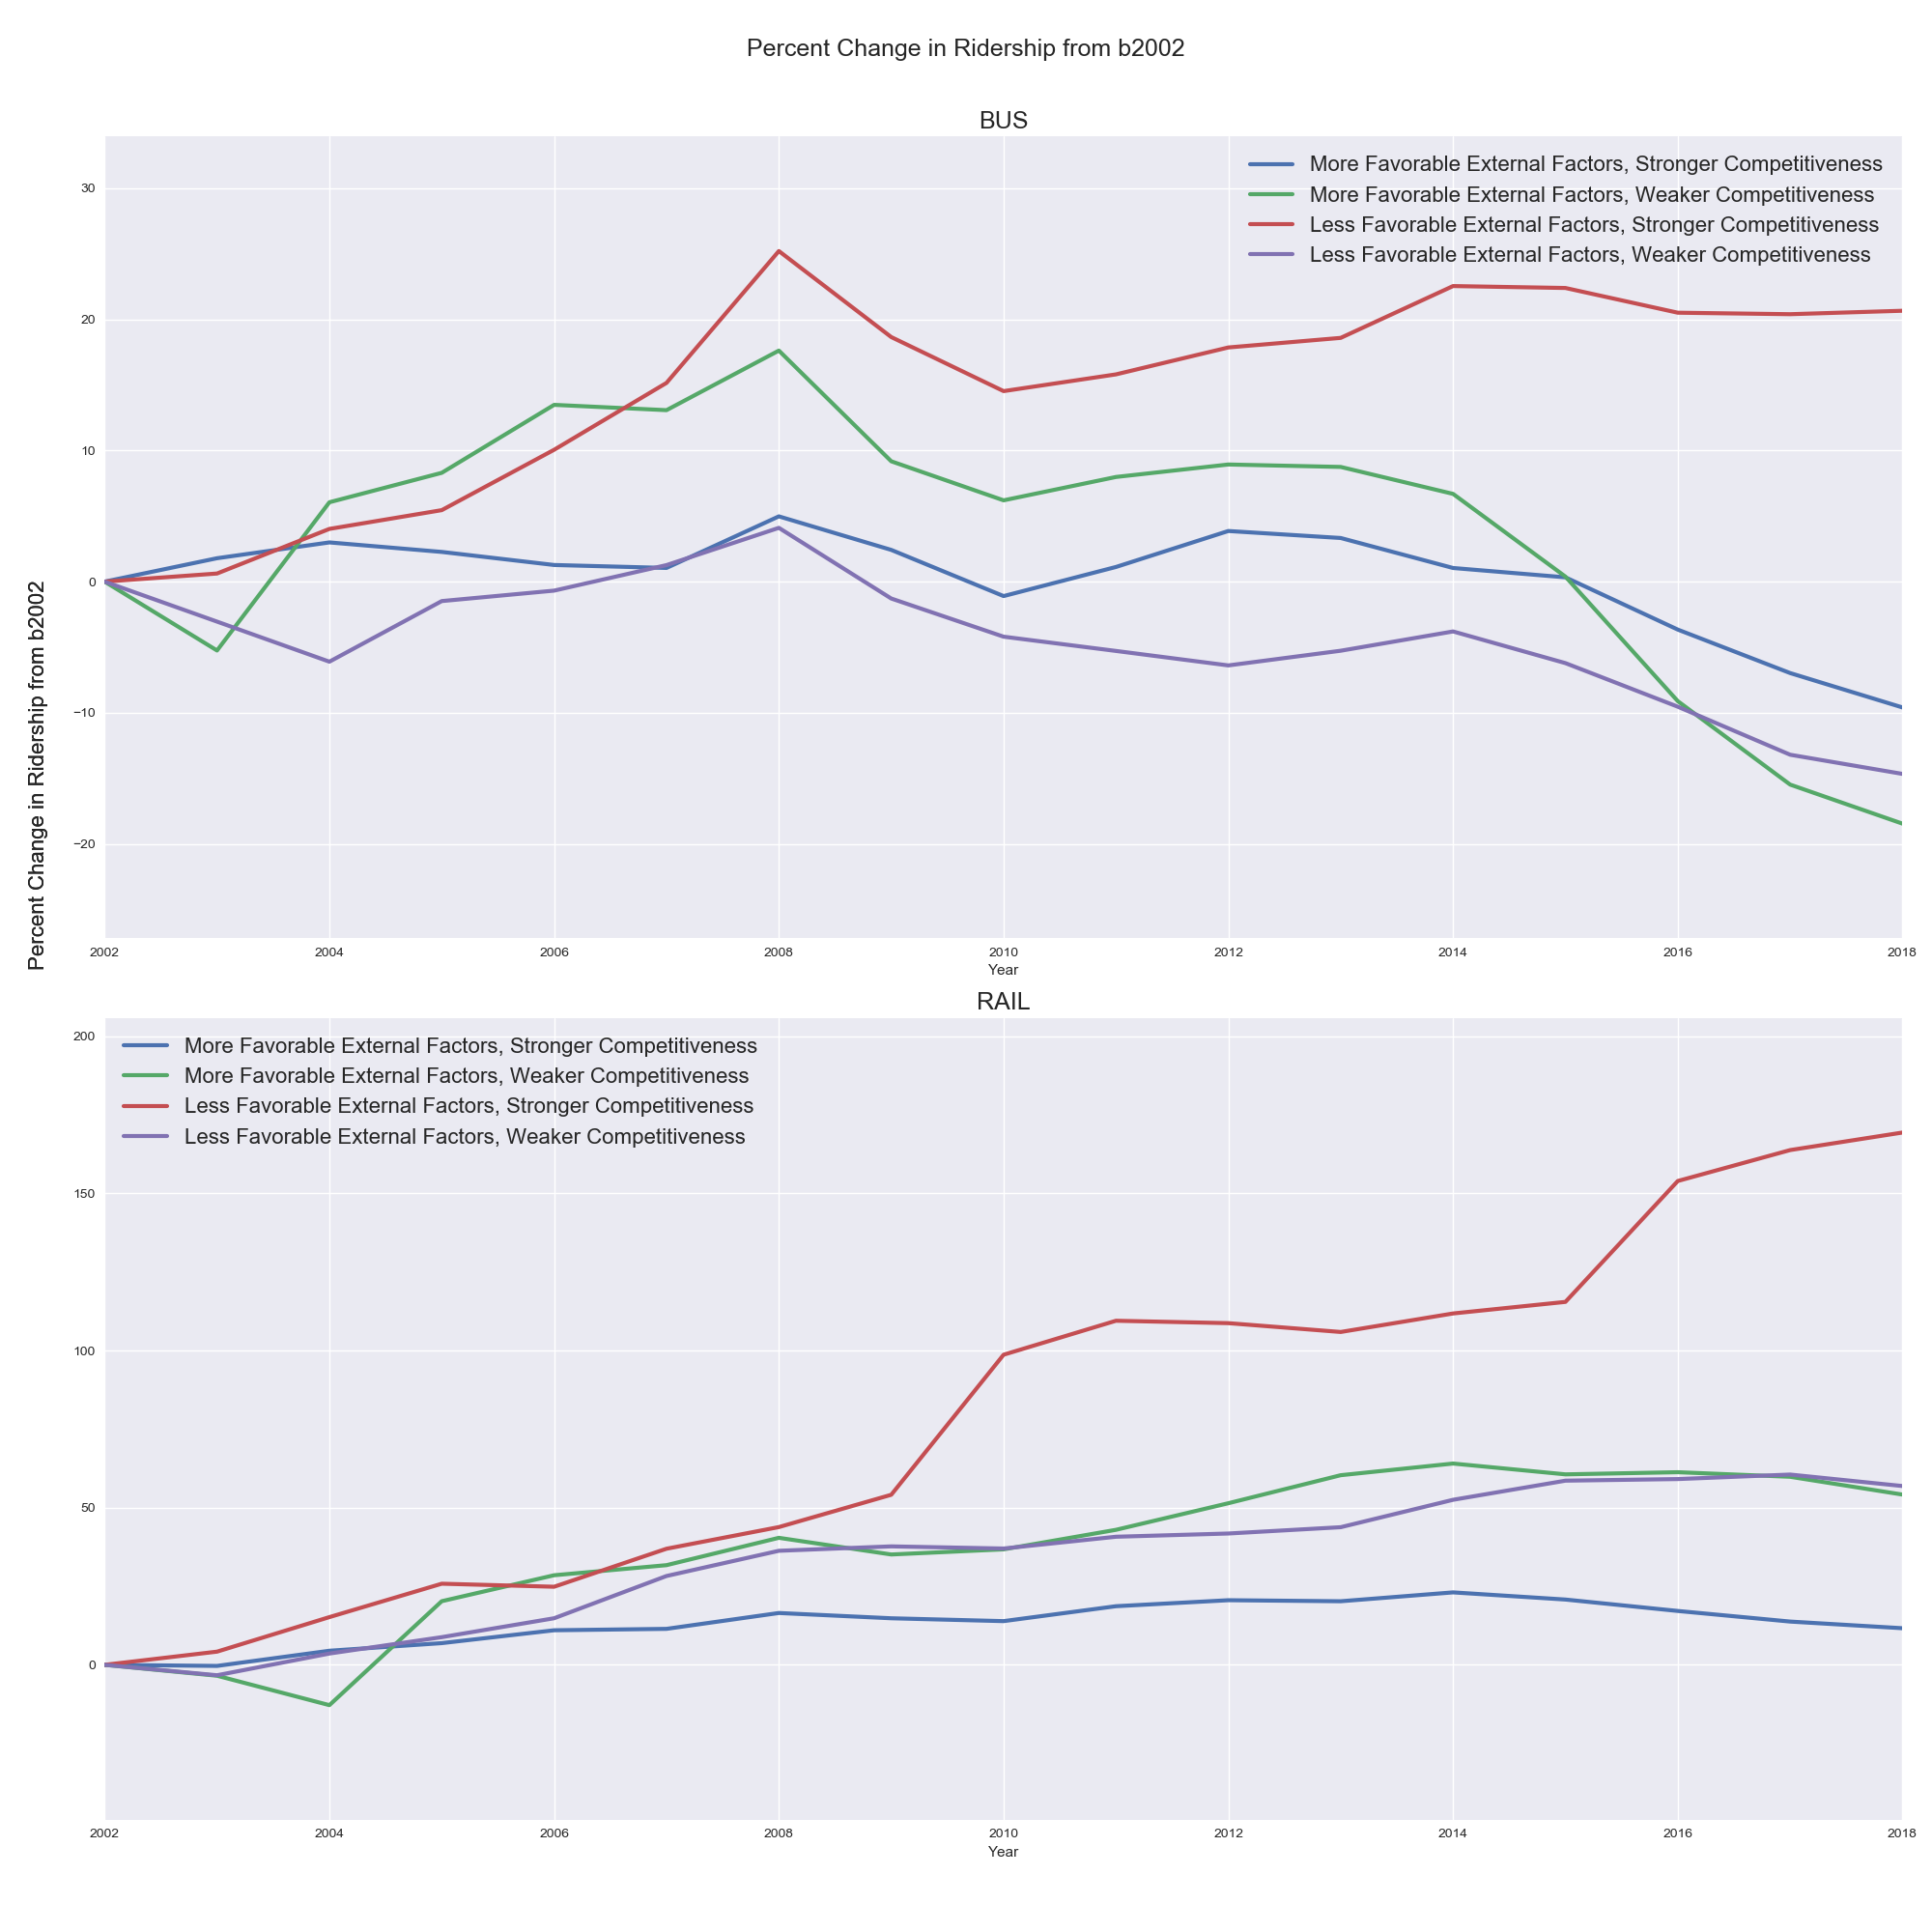 Percent Change in Ridership from b2002
BUS
More Favorable External Factors, Stronger Competitiveness
More Favorable External Factors, Weaker Competitiveness
Less Favorable External Factors, Stronger Competitiveness
Less Favorable External Factors, Weaker Competitiveness
30
20
10
0
−10
−20
Percent Change in Ridership from b2002
2002 2004 2006 2008 2010 2012 2014 2016 2018
Year
RAIL
More Favorable External Factors, Stronger Competitiveness
More Favorable External Factors, Weaker Competitiveness
Less Favorable External Factors, Stronger Competitiveness
Less Favorable External Factors, Weaker Competitiveness
200
150
100
50
0
2002 2004 2006 2008 2010 2012 2014 2016 2018
Year